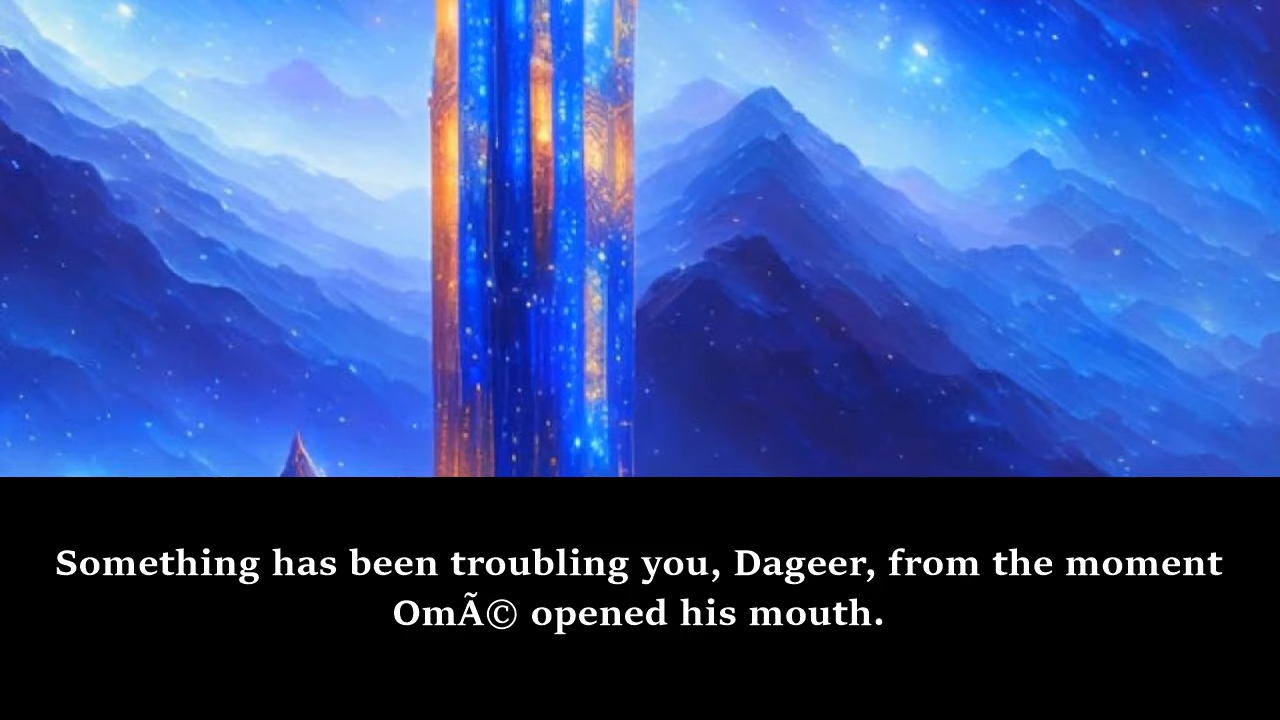 Something has been troubling you, Dageer, from the moment
OmÃ© opened his mouth.